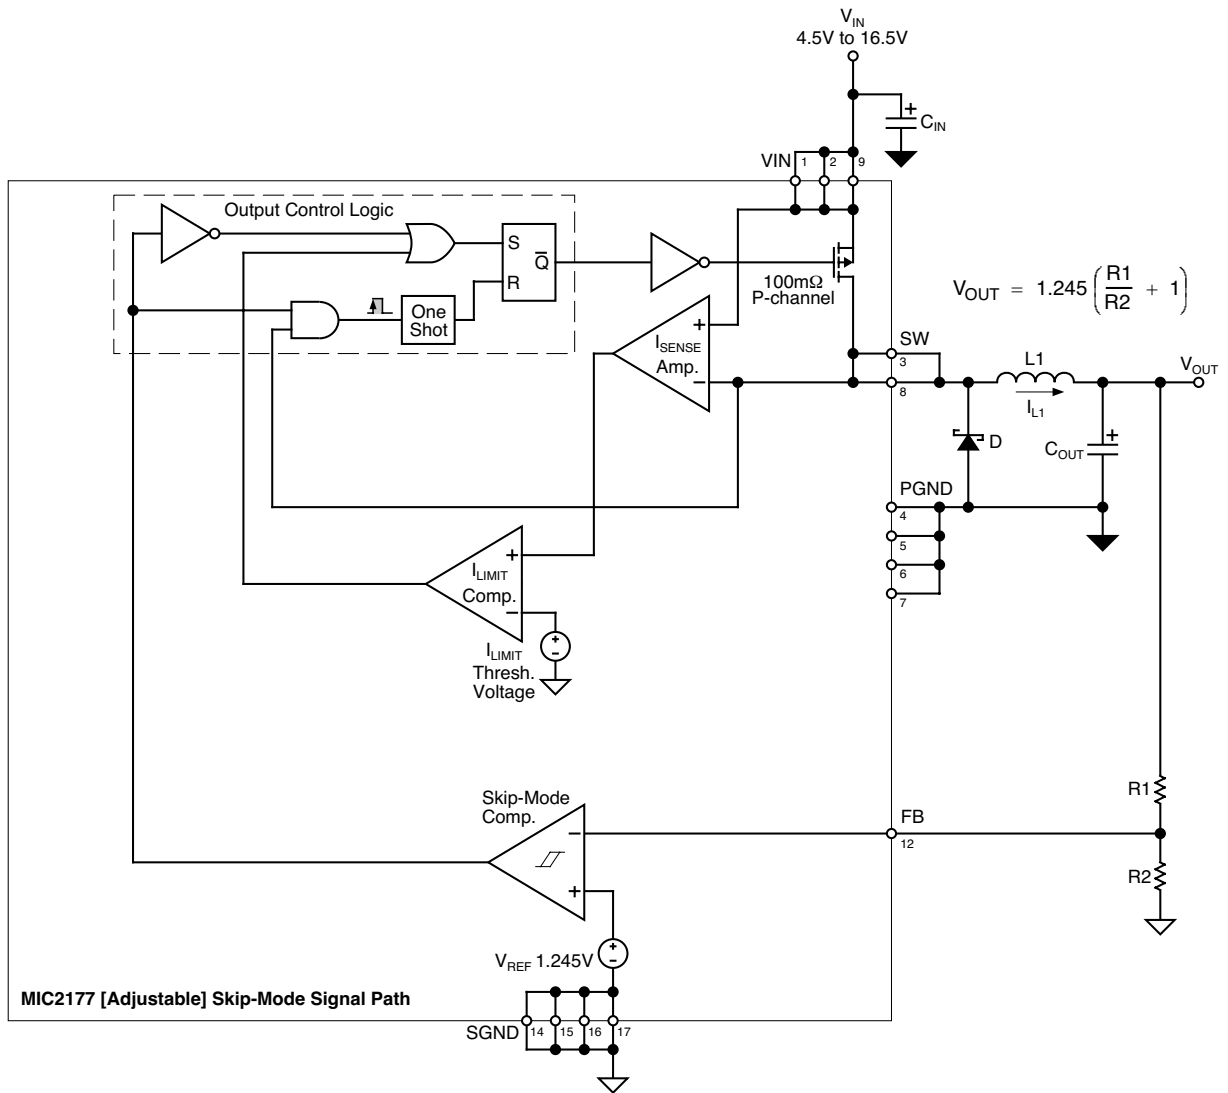 V_IN
4.5V to 16.5V
+
C_IN
VIN
1
2
9
Output Control Logic
S
R
Q̅
One
Shot
100mΩ
P-channel
V_OUT = 1.245 (R1/R2 + 1)
I_SENSE
Amp.
+
−
SW
3
8
L1
I_L1
V_OUT
D
C_OUT
+
PGND
4
5
6
7
I_LIMIT
Comp.
+
−
I_LIMIT
Thresh.
Voltage
+
−
Skip-Mode
Comp.
−
+
FB
12
R1
R2
V_REF 1.245V
+
−
MIC2177 [Adjustable] Skip-Mode Signal Path
SGND
14
15
16
17